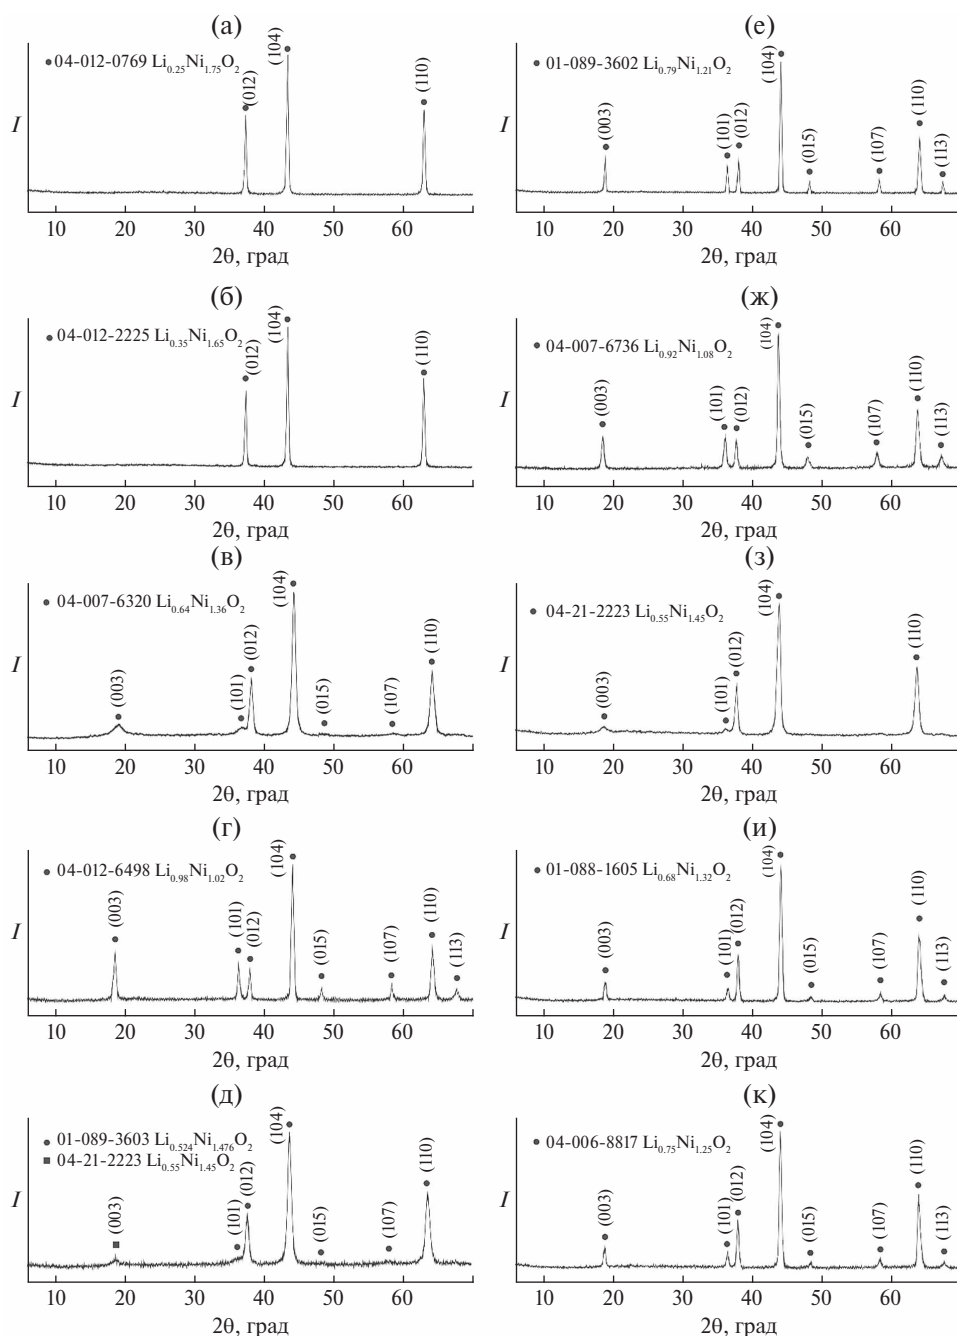 (а)
04-012-0769 Li0.25Ni1.75O2
(012)
(104)
(110)
I
10 20 30 40 50 60
2θ, град
(б)
04-012-2225 Li0.35Ni1.65O2
(012)
(104)
(110)
I
10 20 30 40 50 60
2θ, град
(в)
04-007-6320 Li0.64Ni1.36O2
(003)
(101)
(012)
(104)
(015)
(107)
(110)
I
10 20 30 40 50 60
2θ, град
(г)
04-012-6498 Li0.98Ni1.02O2
(003)
(101)
(012)
(104)
(015)
(107)
(110)
(113)
I
10 20 30 40 50 60
2θ, град
(д)
01-089-3603 Li0.524Ni1.476O2
04-21-2223 Li0.55Ni1.45O2
(003)
(101)
(012)
(104)
(015)
(107)
(110)
I
10 20 30 40 50 60
2θ, град
(е)
01-089-3602 Li0.79Ni1.21O2
(003)
(101)
(012)
(104)
(015)
(107)
(110)
(113)
I
10 20 30 40 50 60
2θ, град
(ж)
04-007-6736 Li0.92Ni1.08O2
(003)
(101)
(012)
(104)
(015)
(107)
(110)
(113)
I
10 20 30 40 50 60
2θ, град
(з)
04-21-2223 Li0.55Ni1.45O2
(003)
(101)
(012)
(104)
(110)
I
10 20 30 40 50 60
2θ, град
(и)
01-088-1605 Li0.68Ni1.32O2
(003)
(101)
(012)
(104)
(015)
(107)
(110)
(113)
I
10 20 30 40 50 60
2θ, град
(к)
04-006-8817 Li0.75Ni1.25O2
(003)
(101)
(012)
(104)
(015)
(107)
(110)
(113)
I
10 20 30 40 50 60
2θ, град